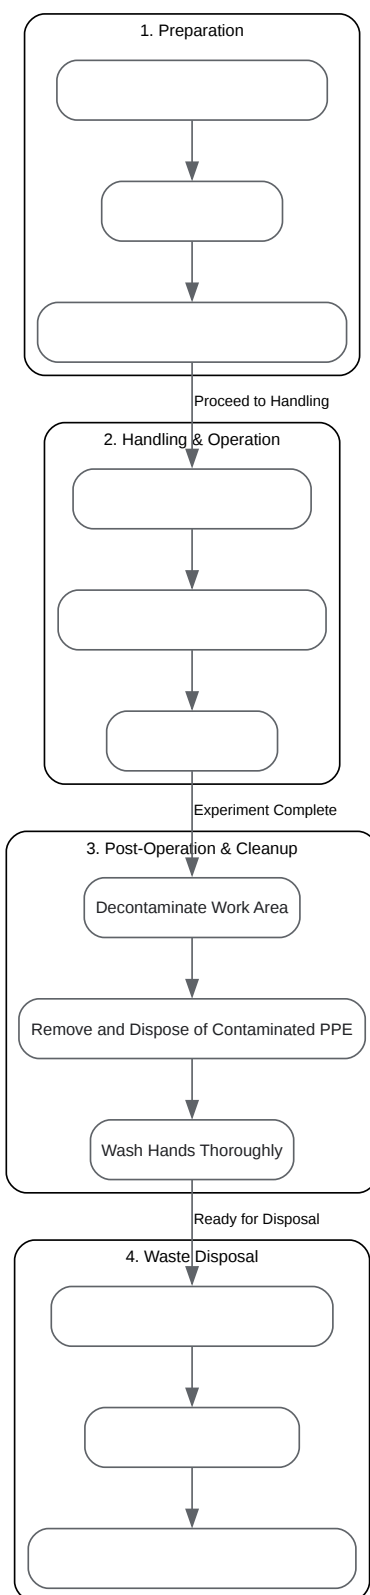 1. Preparation
Proceed to Handling
2. Handling & Operation
Experiment Complete
3. Post-Operation & Cleanup
Decontaminate Work Area
Remove and Dispose of Contaminated PPE
Wash Hands Thoroughly
Ready for Disposal
4. Waste Disposal